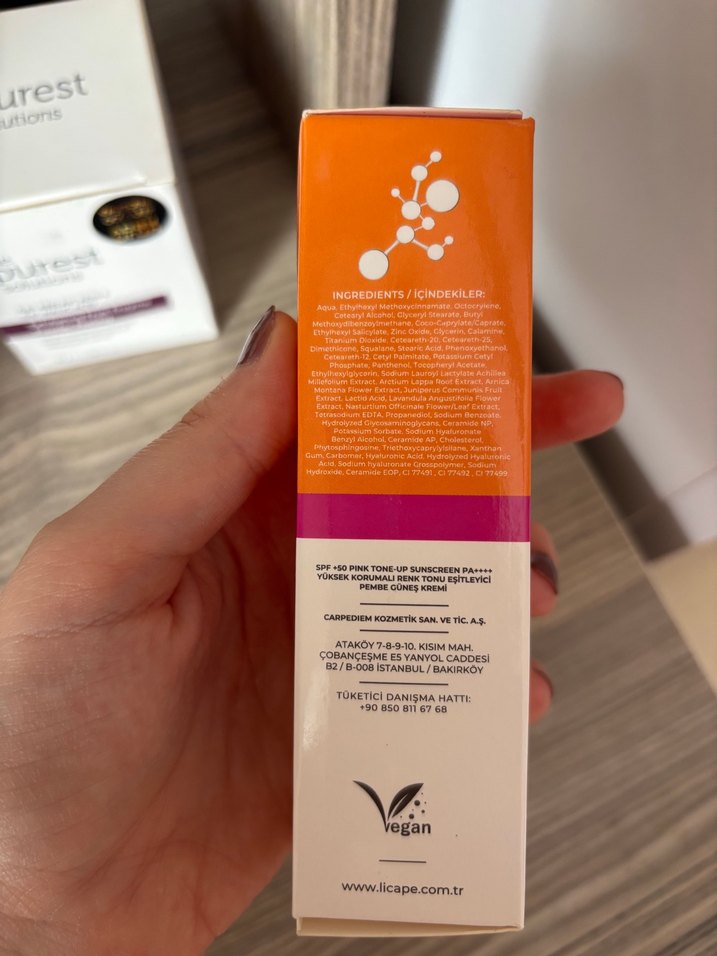 urest
utions
purest
solutions
INGREDIENTS / İÇİNDEKİLER:
Aqua, Ethylhexyl Methoxycinnamate, Octocrylene,
Cetearyl Alcohol, Glyceryl Stearate, Butyl
Methoxydibenzoylmethane, Coco-Caprylate/Caprate,
Ethylhexyl Salicylate, Zinc Oxide, Glycerin, Calamine,
Titanium Dioxide, Ceteareth-20, Ceteareth-25,
Dimethicone, Squalane, Stearic Acid, Phenoxyethanol,
Ceteareth-12, Cetyl Palmitate, Potassium Cetyl
Phosphate, Panthenol, Tocopheryl Acetate,
Ethylhexylglycerin, Sodium Lauroyl Lactylate Achillea
Millefolium Extract, Arctium Lappa Root Extract, Arnica
Montana Flower Extract, Juniperus Communis Fruit
Extract, Lactid Acid, Lavandula Angustifolia Flower
Extract, Nasturtium Officinale Flower/Leaf Extract,
Tetrasodium EDTA, Propanediol, Sodium Benzoate,
Hydrolyzed Glycosaminoglycans, Ceramide NP,
Potassium Sorbate, Sodium Hyaluronate
Benzyl Alcohol, Ceramide AP, Cholesterol,
Phytosphingosine, Triethoxycaprylylsilane, Xanthan
Gum, Carbomer, Hyaluronic Acid, Hydrolyzed Hyaluronic
Acid, Sodium hyaluronate Crosspolymer, Sodium
Hydroxide, Ceramide EOP, CI 77491 , CI 77492 , CI 77499
SPF +50 PINK TONE-UP SUNSCREEN PA++++
YÜKSEK KORUMALI RENK TONU EŞİTLEYİCİ
PEMBE GÜNEŞ KREMİ
CARPEDIEM KOZMETİK SAN. VE TİC. A.Ş.
ATAKÖY 7-8-9-10. KISIM MAH.
ÇOBANÇEŞME E5 YANYOL CADDESİ
B2 / B-008 İSTANBUL / BAKIRKÖY
TÜKETİCİ DANIŞMA HATTI:
+90 850 811 67 68
Vegan
www.licape.com.tr